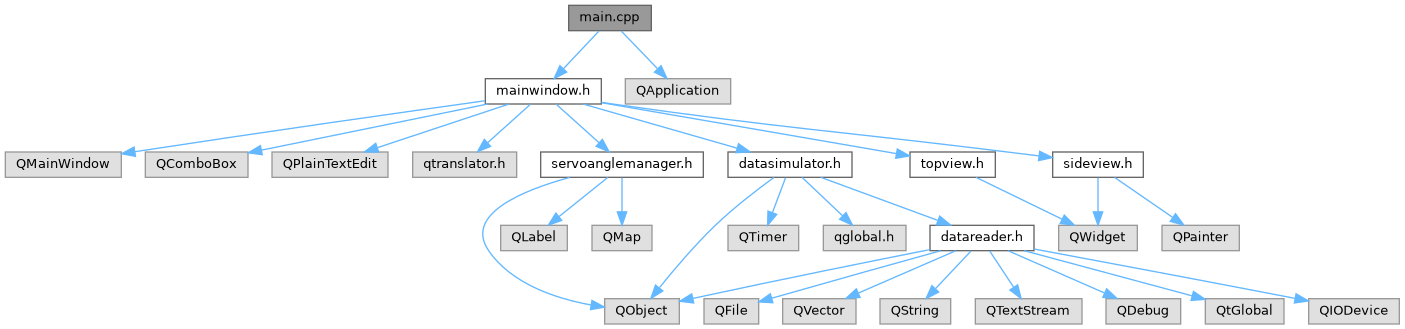 main.cpp
mainwindow.h
QApplication
QMainWindow
QComboBox
QPlainTextEdit
qtranslator.h
servoanglemanager.h
datasimulator.h
topview.h
sideview.h
QLabel
QMap
QTimer
qglobal.h
datareader.h
QWidget
QPainter
QObject
QFile
QVector
QString
QTextStream
QDebug
QtGlobal
QIODevice